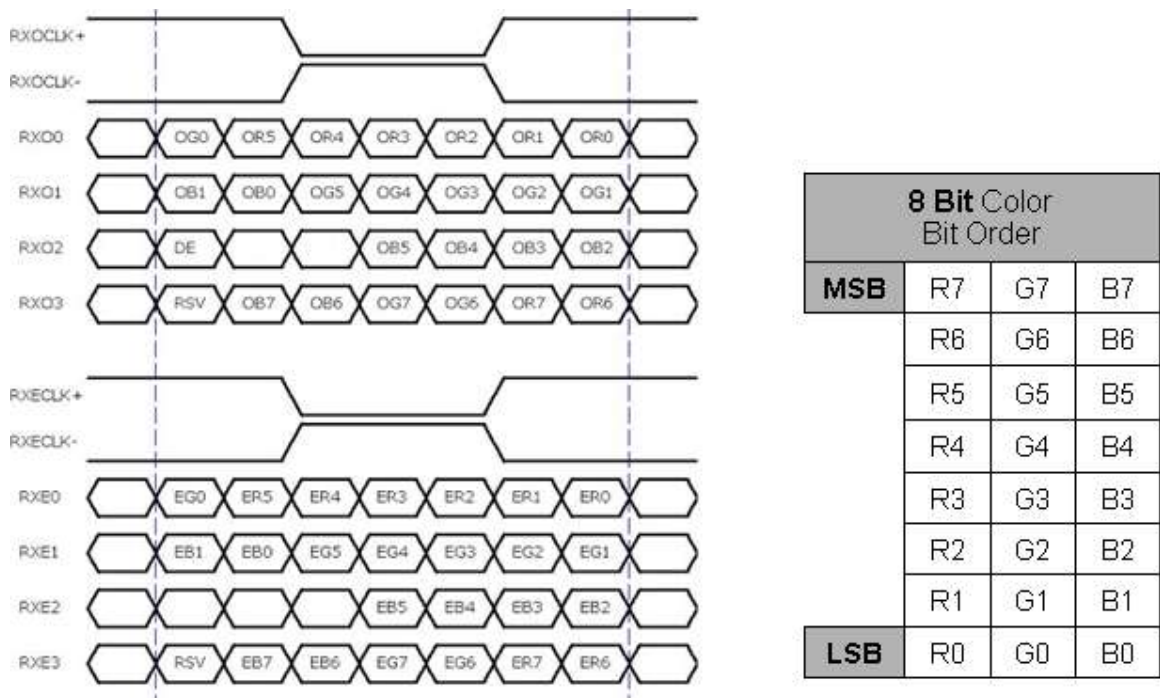 RXOCLK+
RXOCLK-
RXO0 OG0 OR5 OR4 OR3 OR2 OR1 OR0
RXO1 OB1 OB0 OG5 OG4 OG3 OG2 OG1
RXO2 DE OB5 OB4 OB3 OB2
RXO3 RSV OB7 OB6 OG7 OG6 OR7 OR6
RXECLK+
RXECLK-
RXE0 EG0 ER5 ER4 ER3 ER2 ER1 ER0
RXE1 EB1 EB0 EG5 EG4 EG3 EG2 EG1
RXE2 EB5 EB4 EB3 EB2
RXE3 RSV EB7 EB6 EG7 EG6 ER7 ER6
8 Bit Color
Bit Order
MSB R7 G7 B7
R6 G6 B6
R5 G5 B5
R4 G4 B4
R3 G3 B3
R2 G2 B2
R1 G1 B1
LSB R0 G0 B0